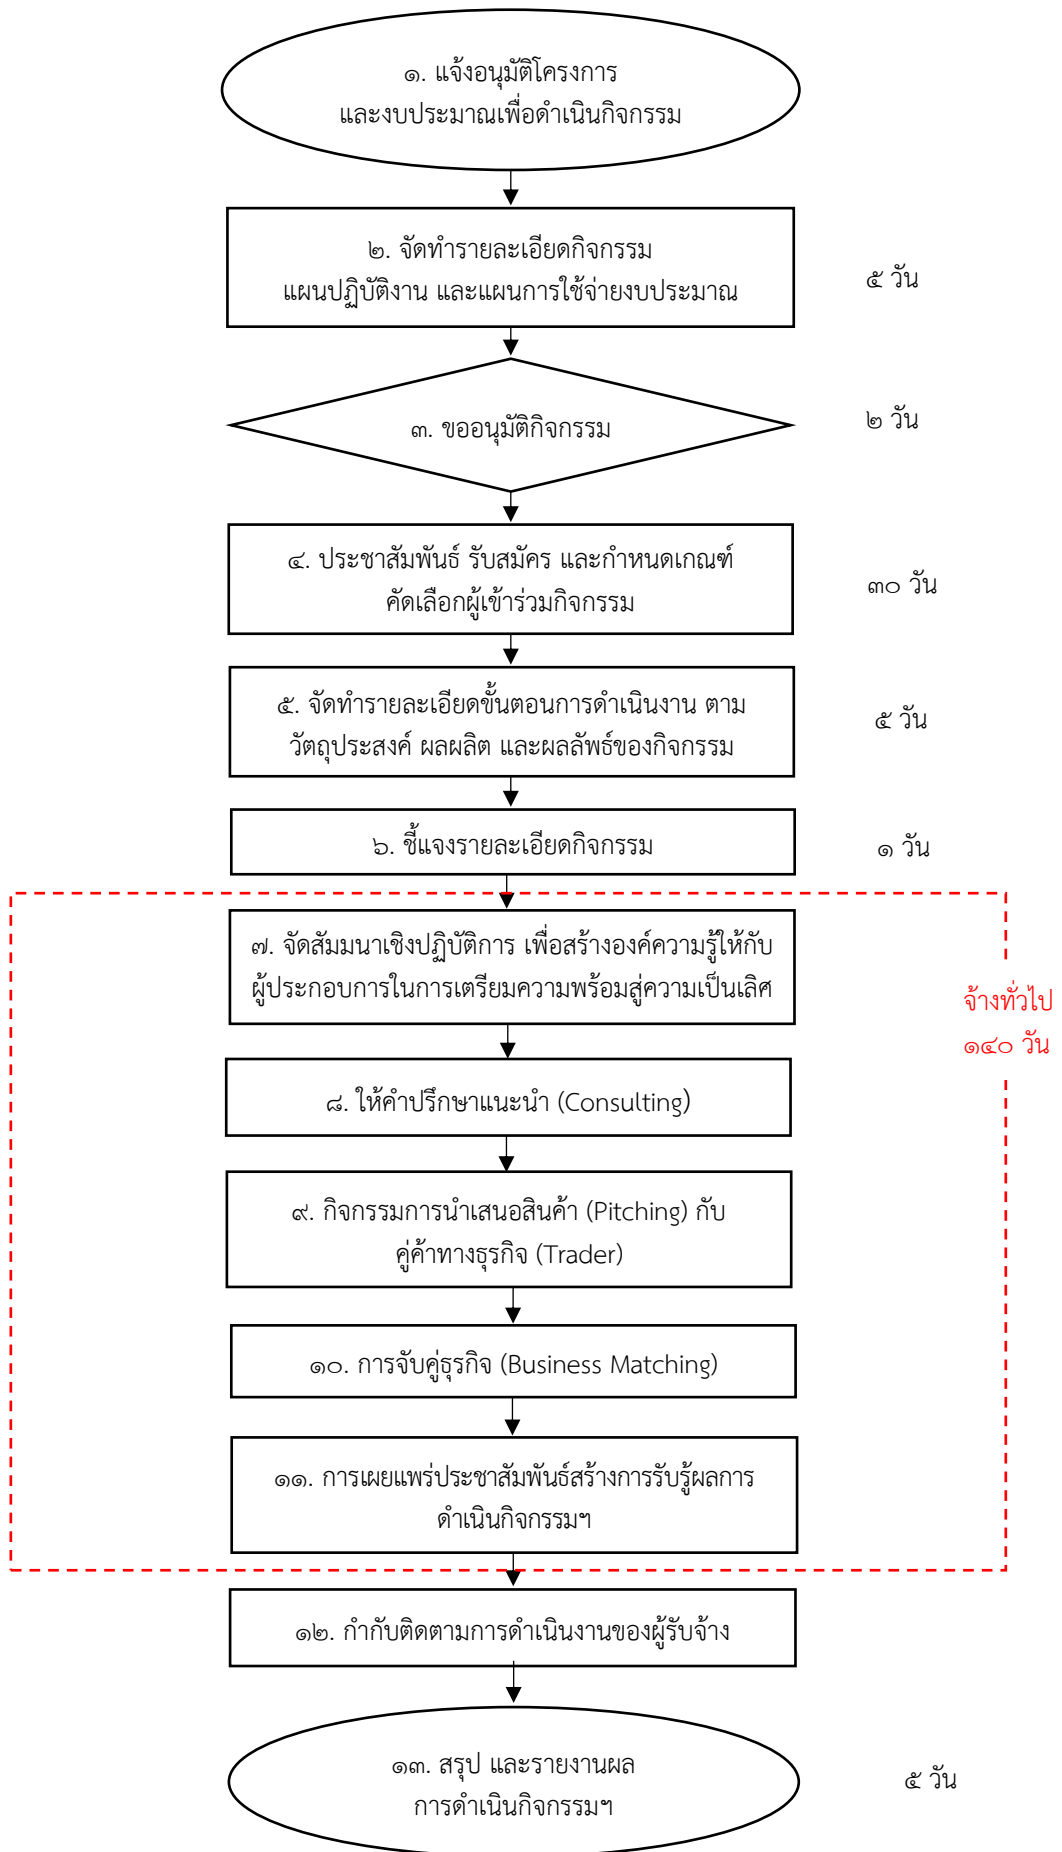 ๑. แจ้งอนุมัติโครงการ
และงบประมาณเพื่อดำเนินกิจกรรม
๒. จัดทำรายละเอียดกิจกรรม
แผนปฏิบัติงาน และแผนการใช้จ่ายงบประมาณ
๕ วัน
๓. ขออนุมัติกิจกรรม
๒ วัน
๔. ประชาสัมพันธ์ รับสมัคร และกำหนดเกณฑ์
คัดเลือกผู้เข้าร่วมกิจกรรม
๓๐ วัน
๕. จัดทำรายละเอียดขั้นตอนการดำเนินงาน ตาม
วัตถุประสงค์ ผลผลิต และผลลัพธ์ของกิจกรรม
๕ วัน
๖. ชี้แจงรายละเอียดกิจกรรม
๑ วัน
๗. จัดสัมมนาเชิงปฏิบัติการ เพื่อสร้างองค์ความรู้ให้กับ
ผู้ประกอบการในการเตรียมความพร้อมสู่ความเป็นเลิศ
จ้างทั่วไป
๑๔๐ วัน
๘. ให้คำปรึกษาแนะนำ (Consulting)
๙. กิจกรรมการนำเสนอสินค้า (Pitching) กับ
คู่ค้าทางธุรกิจ (Trader)
๑๐. การจับคู่ธุรกิจ (Business Matching)
๑๑. การเผยแพร่ประชาสัมพันธ์สร้างการรับรู้ผลการ
ดำเนินกิจกรรมฯ
๑๒. กำกับติดตามการดำเนินงานของผู้รับจ้าง
๑๓. สรุป และรายงานผล
การดำเนินกิจกรรมฯ
๕ วัน